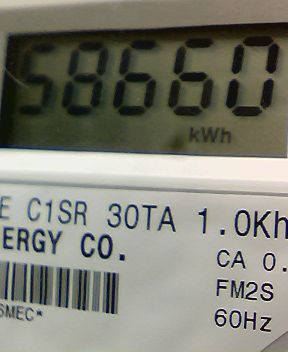 58660
kWh
E C1SR 30TA 1.0Kh
ERGY CO.
CA 0.
FM2S
60Hz
SMEC*